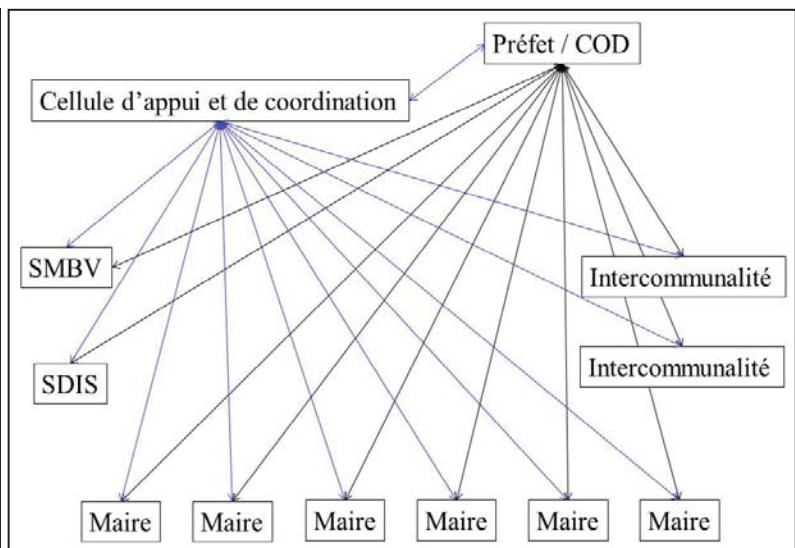 Préfet / COD
Cellule d'appui et de coordination
SMBV
Intercommunalité
SDIS
Intercommunalité
Maire Maire Maire Maire Maire Maire